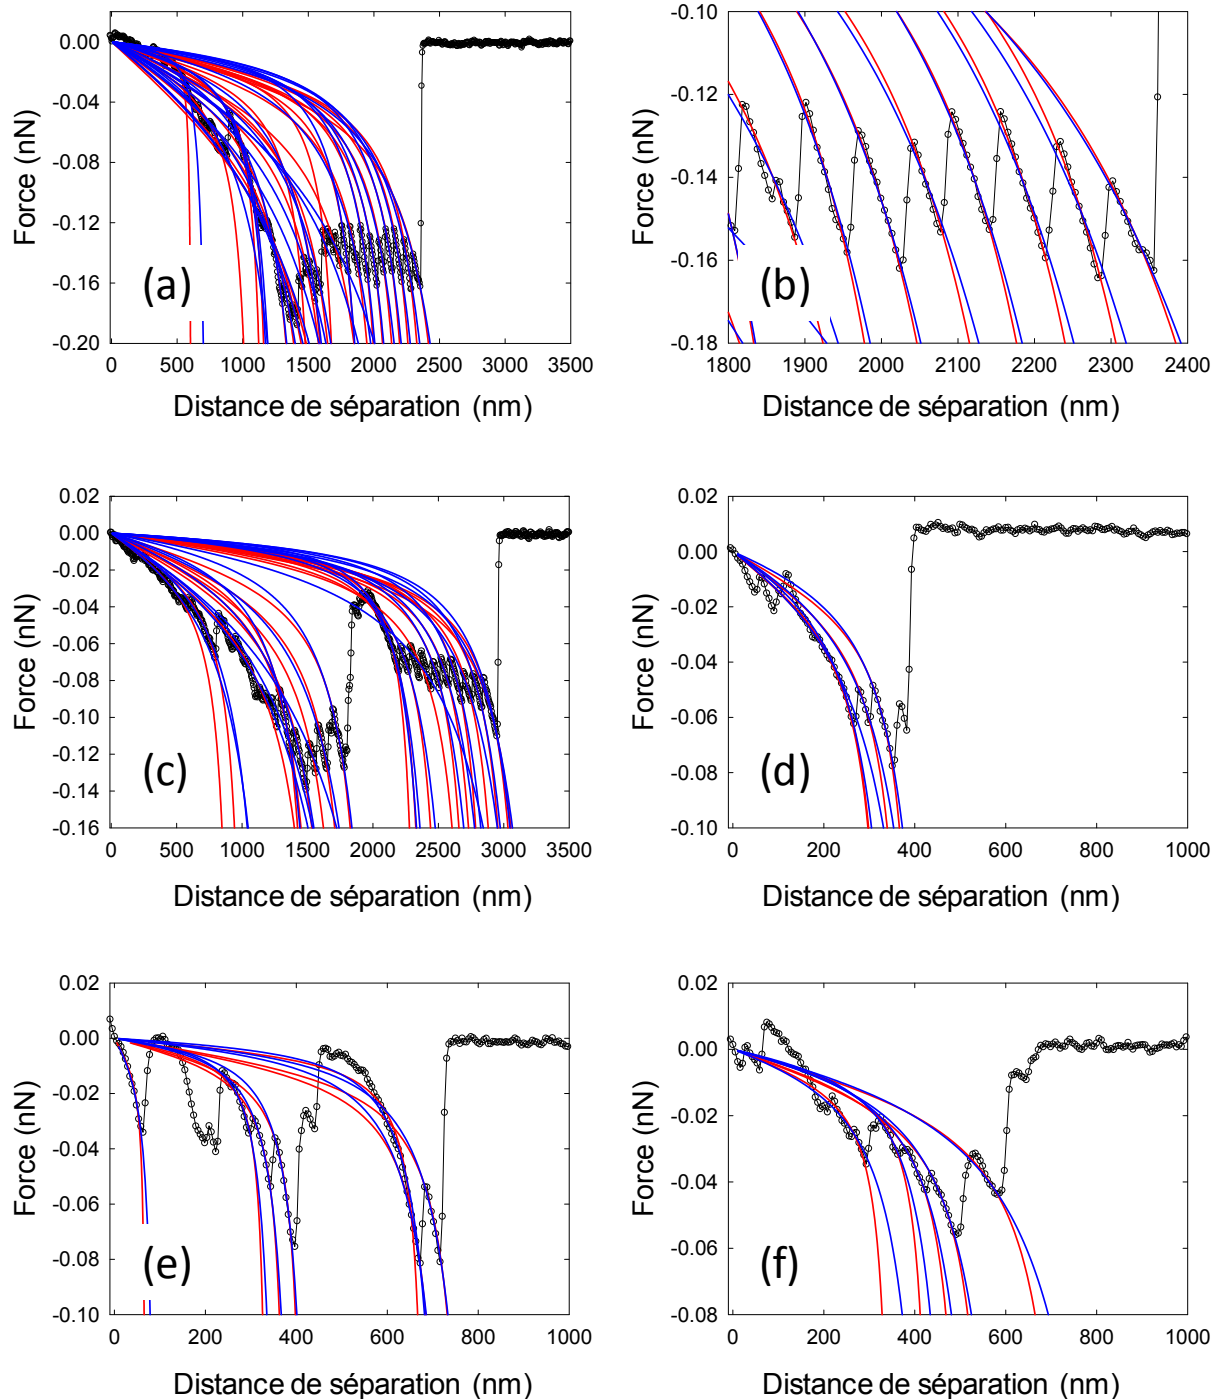 0.00
-0.04
-0.08
-0.12
-0.16
-0.20
Force (nN)
(a)
0 500 1000 1500 2000 2500 3000 3500
Distance de séparation (nm)
-0.10
-0.12
-0.14
-0.16
-0.18
Force (nN)
(b)
1800 1900 2000 2100 2200 2300 2400
Distance de séparation (nm)
0.02
0.00
-0.02
-0.04
-0.06
-0.08
-0.10
-0.12
-0.14
-0.16
Force (nN)
(c)
0 500 1000 1500 2000 2500 3000 3500
Distance de séparation (nm)
0.02
0.00
-0.02
-0.04
-0.06
-0.08
-0.10
Force (nN)
(d)
0 200 400 600 800 1000
Distance de séparation (nm)
0.02
0.00
-0.02
-0.04
-0.06
-0.08
-0.10
Force (nN)
(e)
0 200 400 600 800 1000
Distance de séparation (nm)
0.02
0.00
-0.02
-0.04
-0.06
-0.08
Force (nN)
(f)
0 200 400 600 800 1000
Distance de séparation (nm)